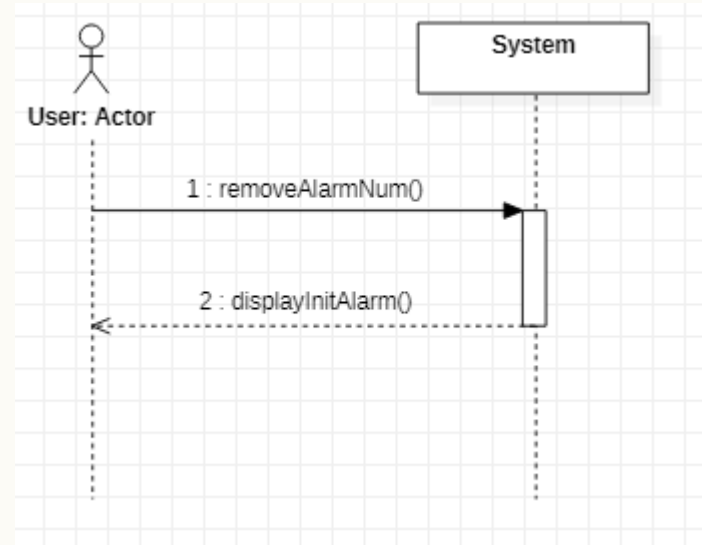 System
User: Actor
1 : removeAlarmNum()
2 : displayInitAlarm()